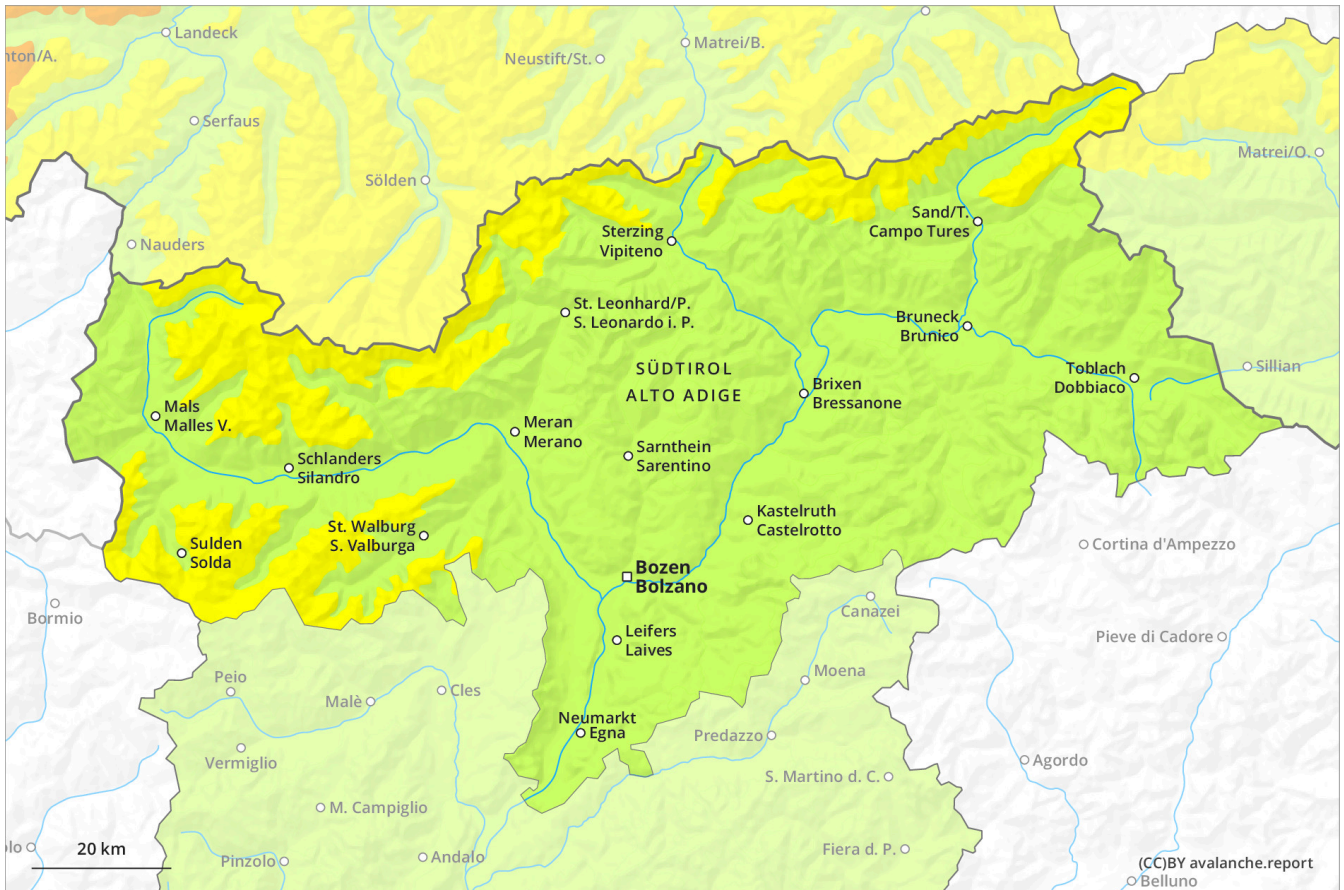 Landeck
nton/A.
Neustift/St.
Matrei/B.
Serfaus
Matrei/O.
Sölden
Nauders
Sand/T.
Campo Tures
Sterzing
Vipiteno
St. Leonhard/P.
S. Leonardo i. P.
Bruneck
Brunico
SÜDTIROL
ALTO ADIGE
Toblach
Dobbiaco
Sillian
Brixen
Bressanone
Mals
Malles V.
Meran
Merano
Sarnthein
Sarentino
Schlanders
Silandro
Kastelruth
Castelrotto
St. Walburg
S. Valburga
Sulden
Solda
Cortina d'Ampezzo
Bozen
Bolzano
Bormio
Canazei
Leifers
Laives
Pieve di Cadore
Peio
Malè
Cles
Moena
Neumarkt
Egna
Predazzo
Vermiglio
Agordo
S. Martino d. C.
M. Campiglio
lo
20 km
Pinzolo
Andalo
Fiera d. P.
(CC)BY avalanche.report
Belluno